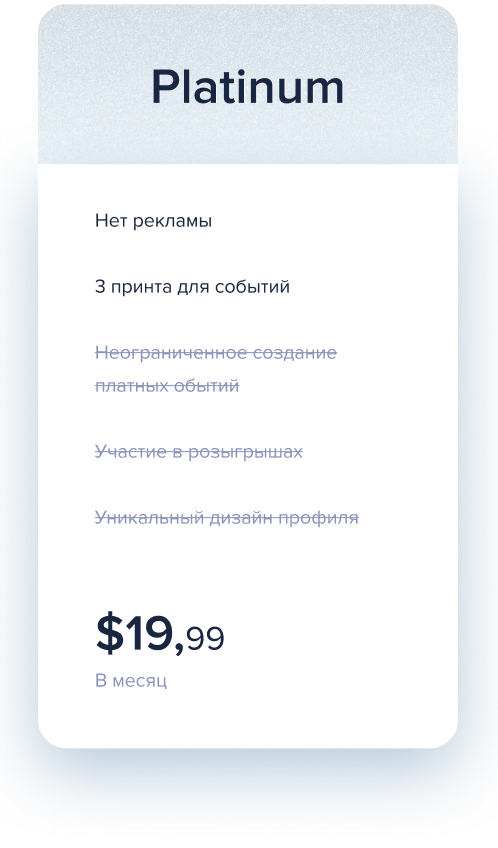 Platinum
Нет рекламы
3 принта для событий
Неограниченное создание
платных обытий
Участие в розыгрышах
Уникальный дизайн профиля
$19,99
В месяц